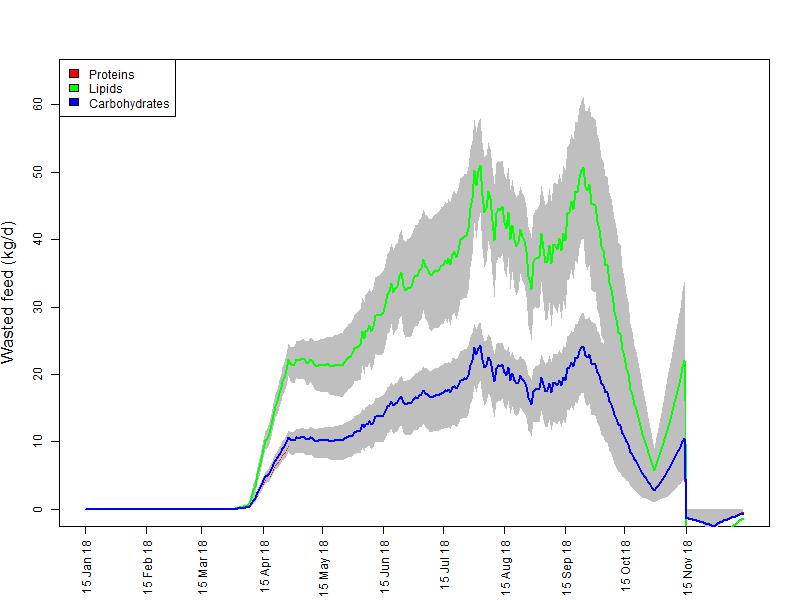 Proteins
Lipids
Carbohydrates
Wasted feed (kg/d)
60
50
40
30
20
10
0
15 Jan 18
15 Feb 18
15 Mar 18
15 Apr 18
15 May 18
15 Jun 18
15 Jul 18
15 Aug 18
15 Sep 18
15 Oct 18
15 Nov 18